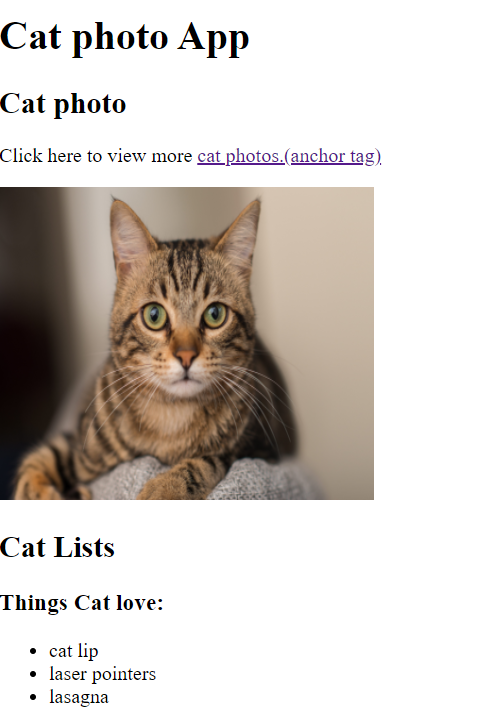 Cat photo App
Cat photo
Click here to view more cat photos.(anchor tag)
Cat Lists
Things Cat love:
cat lip
laser pointers
lasagna